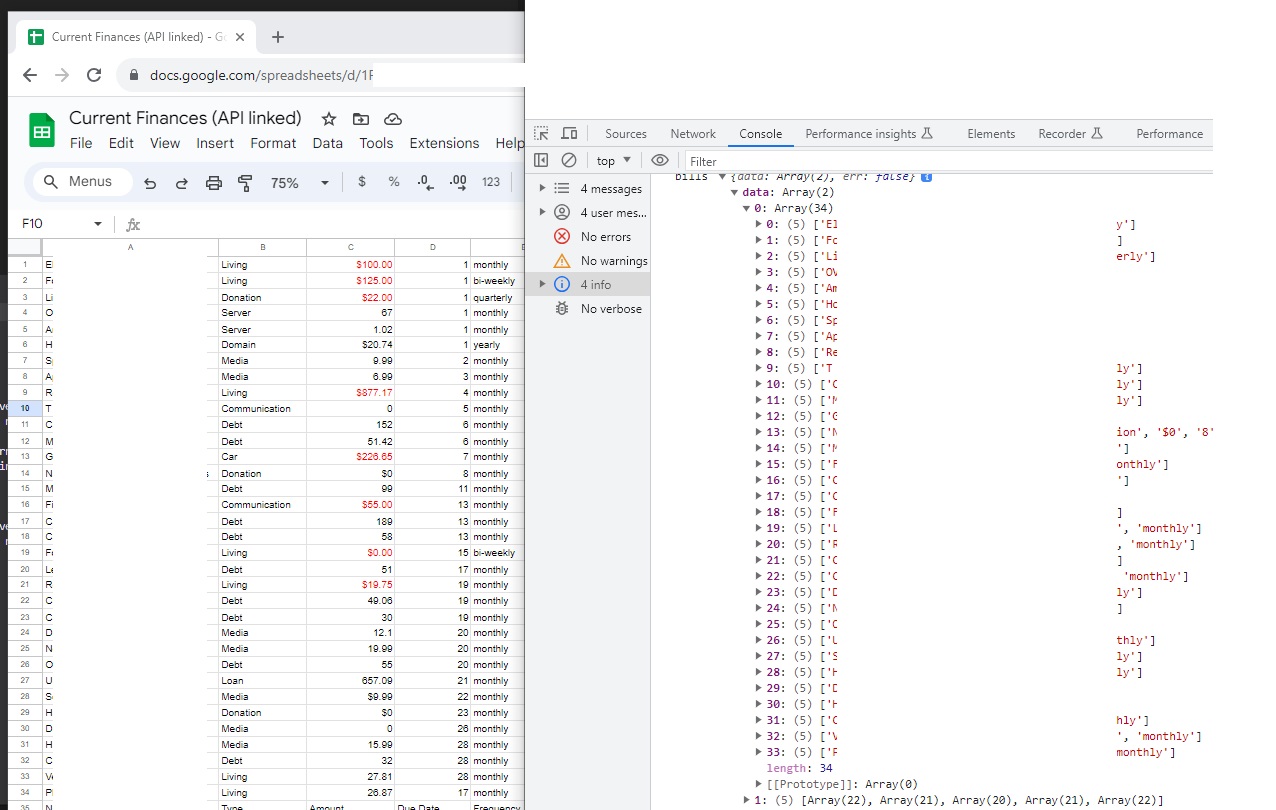 Current Finances (API linked) - Go
docs.google.com/spreadsheets/d/1F
Current Finances (API linked)
File Edit View Insert Format Data Tools Extensions Help
Menus 75% $ % .0 .00 123
F10 fx
A B C D E
1 El Living $100.00 1 monthly
2 Fo Living $125.00 1 bi-weekly
3 Li Donation $22.00 1 quarterly
4 O Server 67 1 monthly
5 A Server 1.02 1 monthly
6 H Domain $20.74 1 yearly
7 S Media 9.99 2 monthly
8 A Media 6.99 3 monthly
9 R Living $877.17 4 monthly
10 T Communication 0 5 monthly
11 C Debt 152 6 monthly
12 M Debt 51.42 6 monthly
13 G Car $226.65 7 monthly
14 N s Donation $0 8 monthly
15 M Debt 99 11 monthly
16 Fi Communication $55.00 13 monthly
17 C Debt 189 13 monthly
18 C Debt 58 13 monthly
19 Fo Living $0.00 15 bi-weekly
20 Le Debt 51 17 monthly
21 R Living $19.75 19 monthly
22 C Debt 49.06 19 monthly
23 C Debt 30 19 monthly
24 D Media 12.1 20 monthly
25 N Media 19.99 20 monthly
26 O Debt 55 20 monthly
27 U Loan 657.09 21 monthly
28 S Media $9.99 22 monthly
29 H Donation $0 23 monthly
30 D Media 0 26 monthly
31 H Media 15.99 28 monthly
32 C Debt 32 28 monthly
33 Ve Living 27.81 28 monthly
34 Pl Living 26.87 17 monthly
35 N Type Amount Due Date Frequency
Sources Network Console Performance insights Elements Recorder Performance
top Filter
4 messages
4 user mes...
No errors
No warnings
4 info
No verbose
bills {data: Array(2), err: false}
data: Array(2)
0: Array(34)
0: (5) ['El y']
1: (5) ['Fo ]
2: (5) ['Li erly']
3: (5) ['OV
4: (5) ['Am
5: (5) ['Ho
6: (5) ['Sp
7: (5) ['Ap
8: (5) ['Re
9: (5) ['T ly']
10: (5) ['C ly']
11: (5) ['M ly']
12: (5) ['G
13: (5) ['N ion', '$0', '8'
14: (5) ['M ']
15: (5) ['F onthly']
16: (5) ['C ']
17: (5) ['C
18: (5) ['F ]
19: (5) ['L ', 'monthly']
20: (5) ['R , 'monthly']
21: (5) ['C ]
22: (5) ['C 'monthly']
23: (5) ['D ly']
24: (5) ['N ]
25: (5) ['O
26: (5) ['U thly']
27: (5) ['S ly']
28: (5) ['H ly']
29: (5) ['D
30: (5) ['H
31: (5) ['C hly']
32: (5) ['V ', 'monthly']
33: (5) ['P monthly']
length: 34
[[Prototype]]: Array(0)
1: (5) [Array(22), Array(21), Array(20), Array(21), Array(22)]